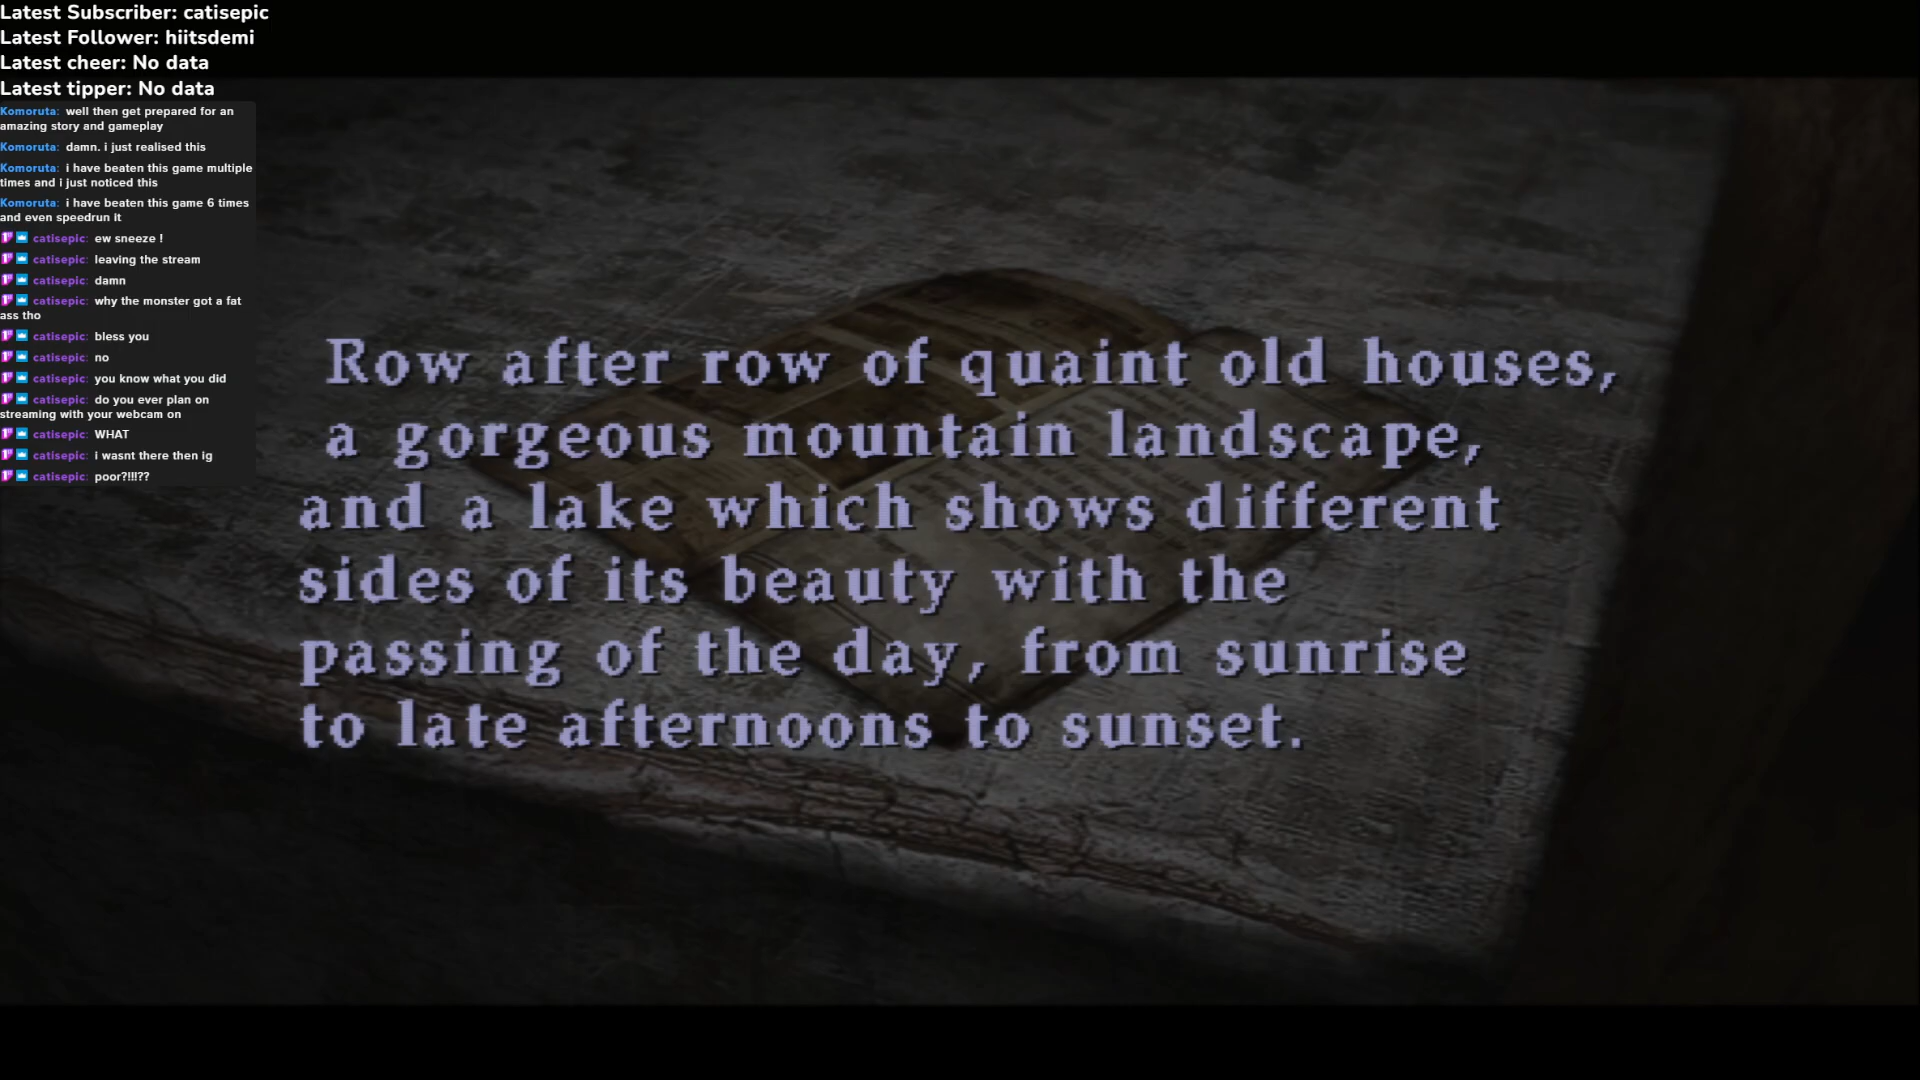 Latest Subscriber: catisepic
Latest Follower: hiitsdemi
Latest cheer: No data
Latest tipper: No data
Komoruta: well then get prepared for an
amazing story and gameplay
Komoruta: damn. i just realised this
Komoruta: i have beaten this game multiple
times and i just noticed this
Komoruta: i have beaten this game 6 times
and even speedrun it
catisepic: ew sneeze !
catisepic: leaving the stream
catisepic: damn
catisepic: why the monster got a fat
ass tho
catisepic: bless you
catisepic: no
catisepic: you know what you did
catisepic: do you ever plan on
streaming with your webcam on
catisepic: WHAT
catisepic: i wasnt there then ig
catisepic: poor?!!!??
Row after row of quaint old houses,
a gorgeous mountain landscape,
and a lake which shows different
sides of its beauty with the
passing of the day, from sunrise
to late afternoons to sunset.